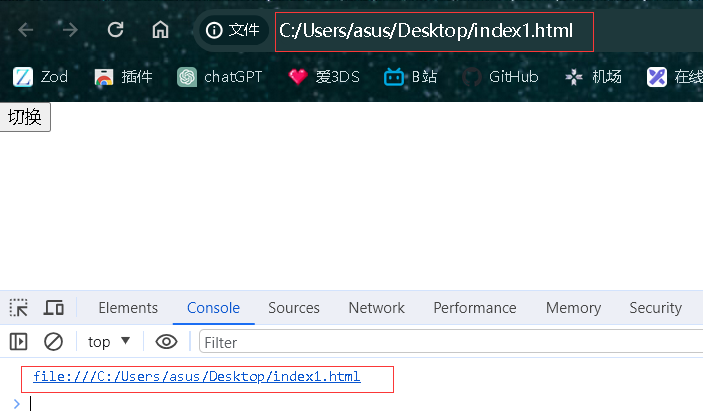 文件 C:/Users/asus/Desktop/index1.html
Zod 插件 chatGPT 爱3DS B站 GitHub 机场 在线
切换
Elements Console Sources Network Performance Memory Security
top Filter
file:///C:/Users/asus/Desktop/index1.html